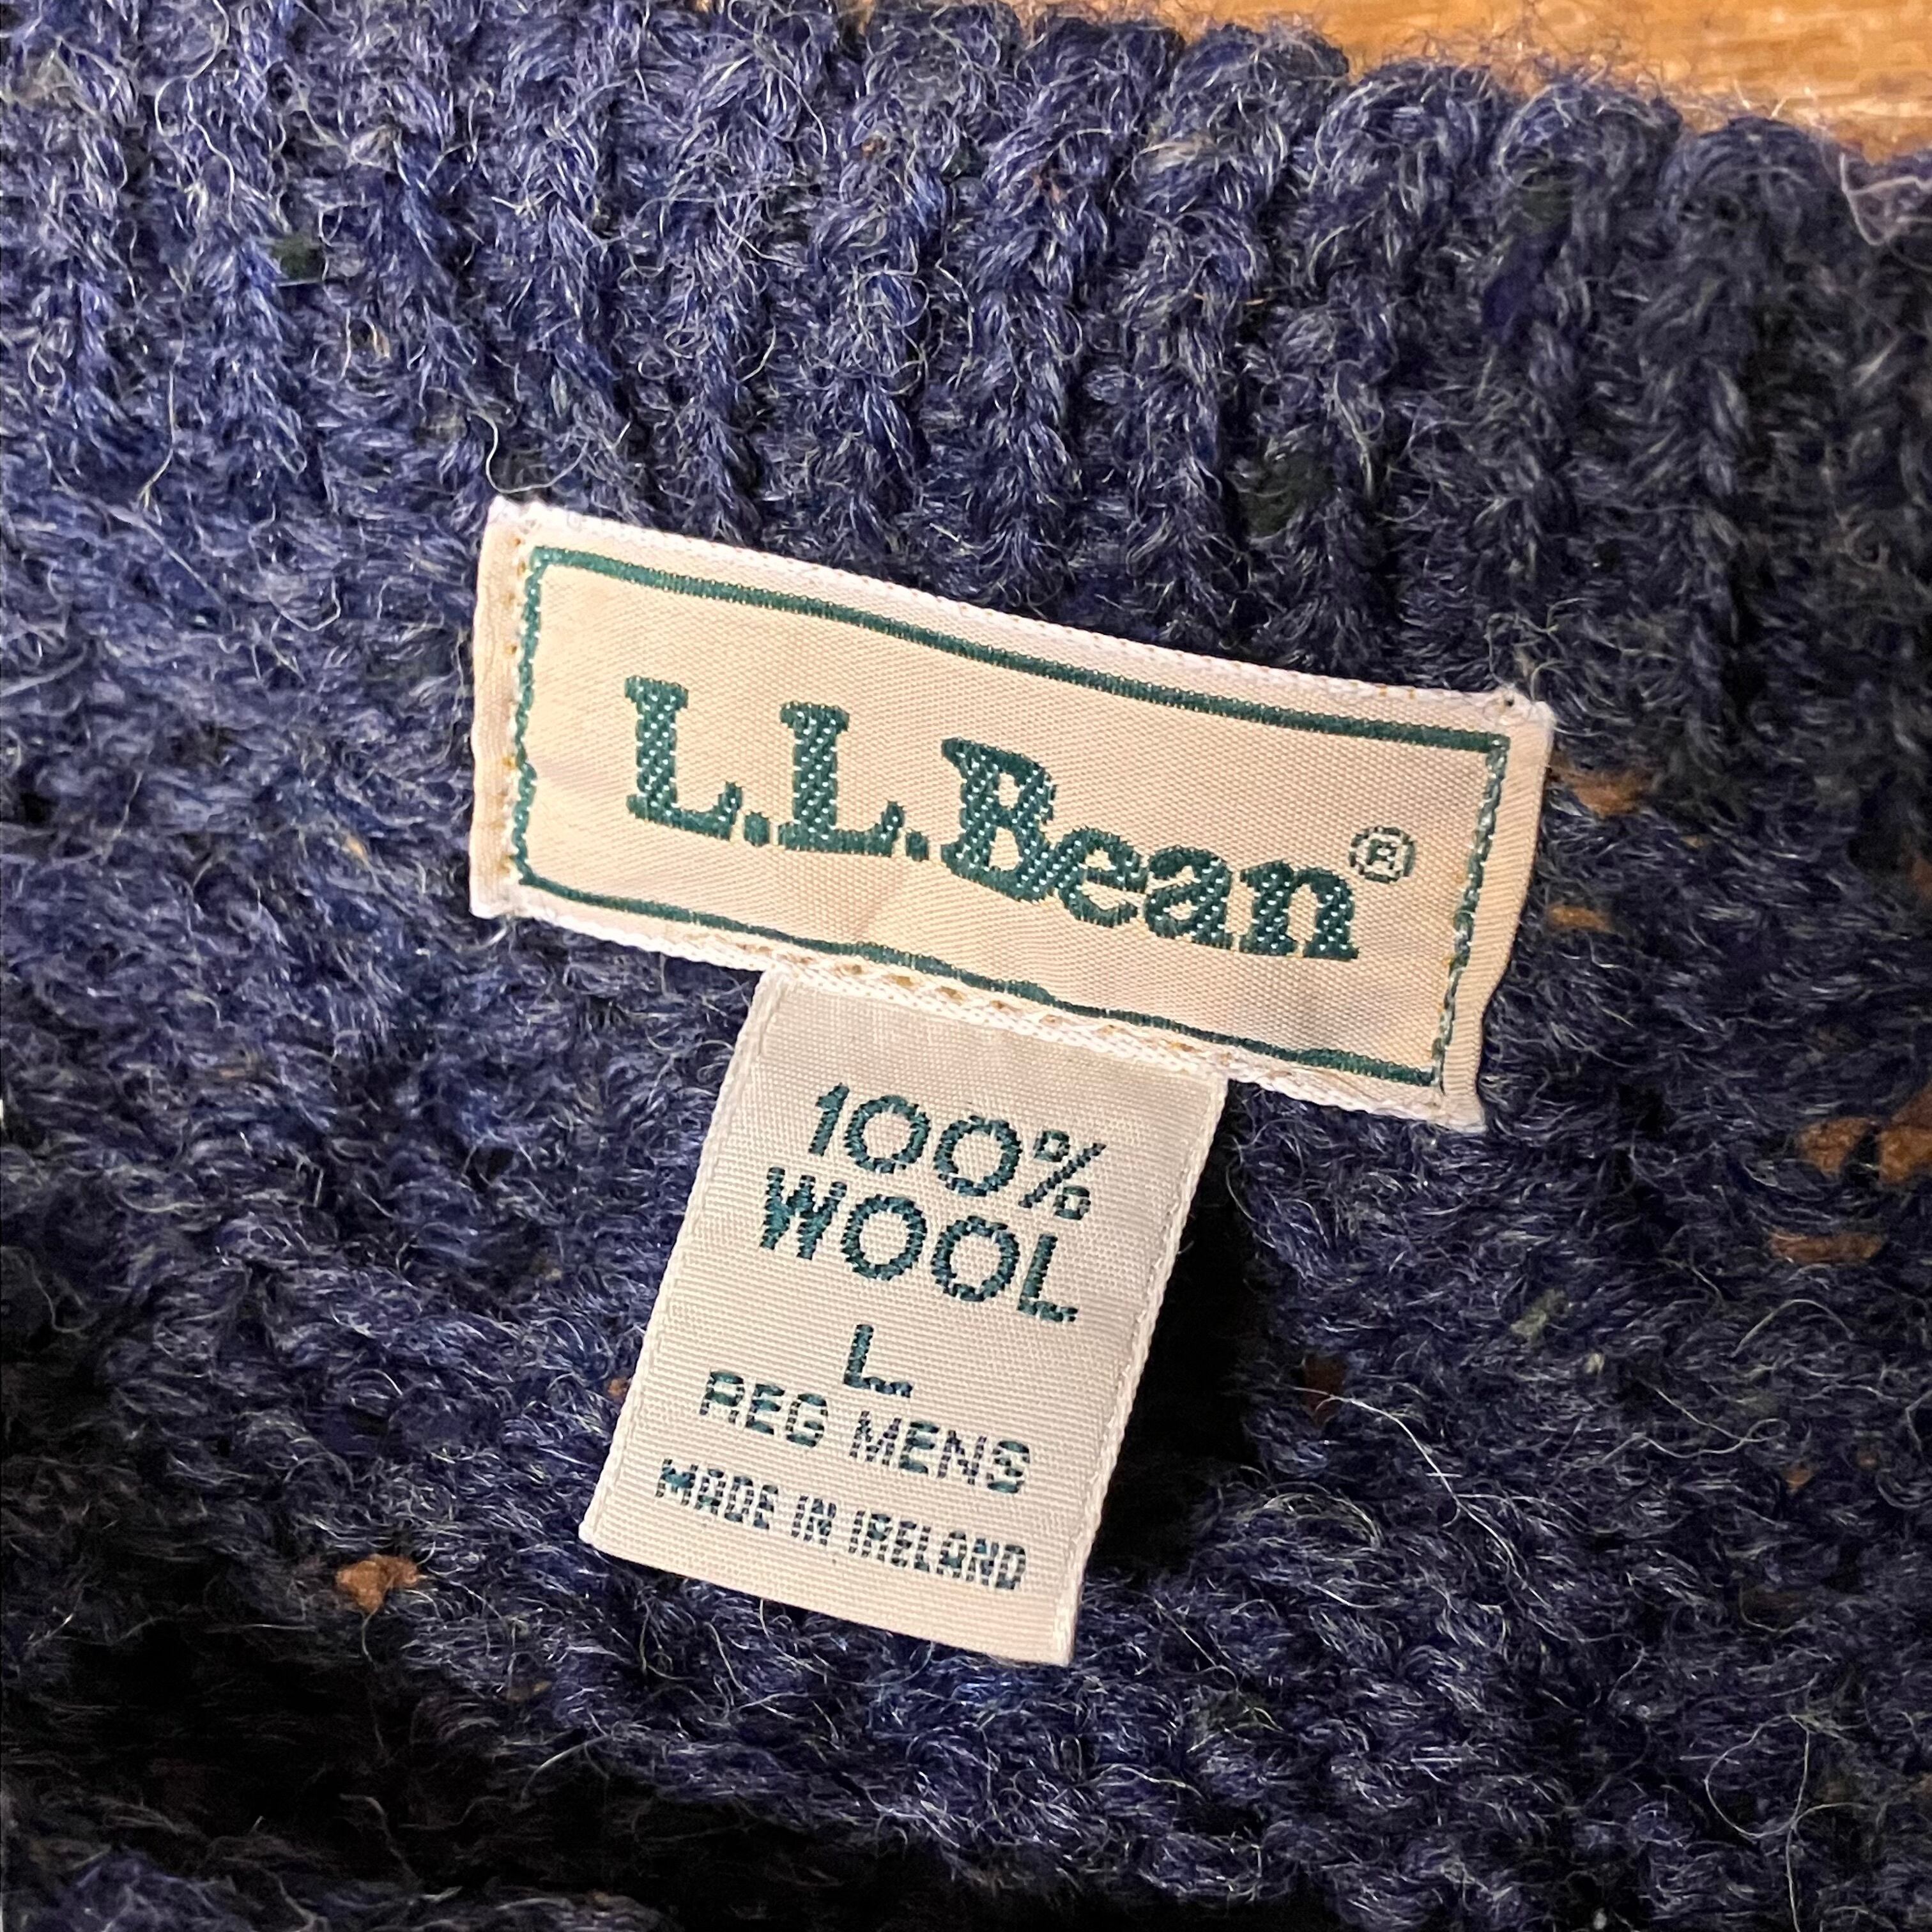 L.L.Bean®
100%
WOOL
L
REG MENS
MADE IN IRELAND